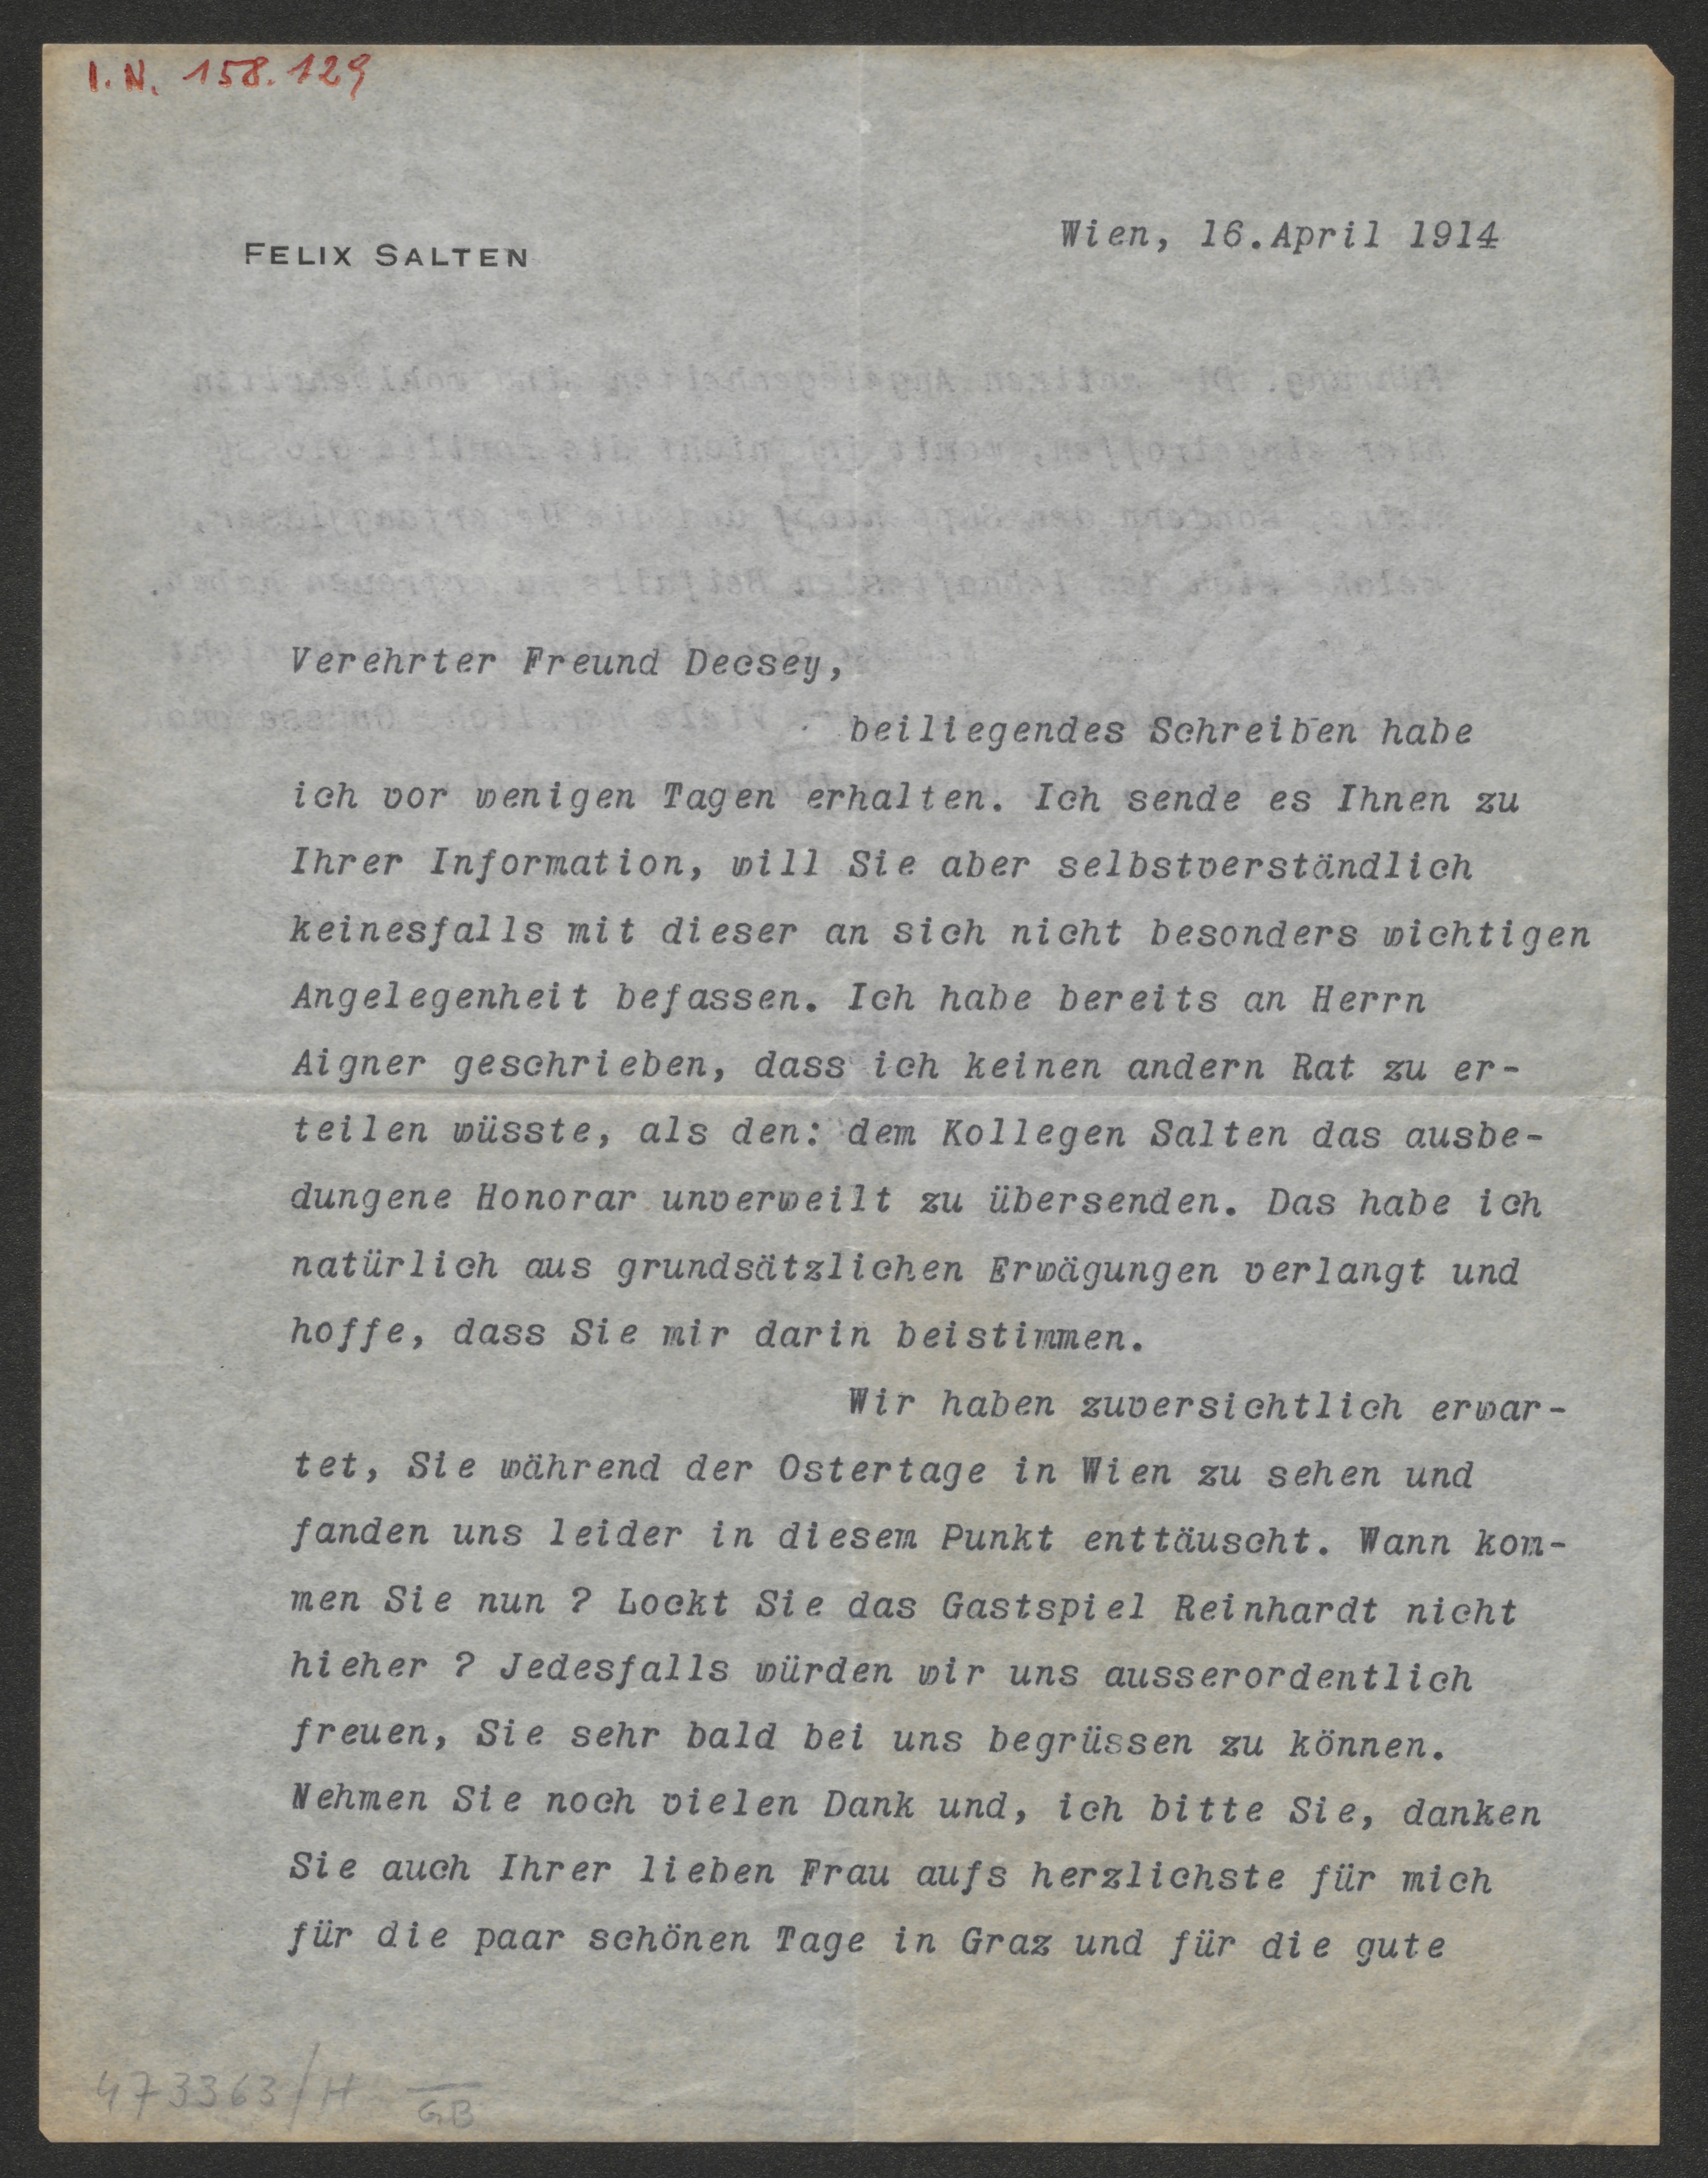 I.N. 158.129
FELIX SALTEN
Wien, 16.April 1914
Verehrter Freund Decsey,
beiliegendes Schreiben habe
ich vor wenigen Tagen erhalten. Ich sende es Ihnen zu
Ihrer Information, will Sie aber selbstverständlich
keinesfalls mit dieser an sich nicht besonders wichtigen
Angelegenheit befassen. Ich habe bereits an Herrn
Aigner geschrieben, dass ich keinen andern Rat zu er-
teilen wüsste, als den: dem Kollegen Salten das ausbe-
dungene Honorar unverweilt zu übersenden. Das habe ich
natürlich aus grundsätzlichen Erwägungen verlangt und
hoffe, dass Sie mir darin beistimmen.
Wir haben zuversichtlich erwar-
tet, Sie während der Ostertage in Wien zu sehen und
fanden uns leider in diesem Punkt enttäuscht. Wann kom-
men Sie nun ? Lockt Sie das Gastspiel Reinhardt nicht
hieher ? Jedesfalls würden wir uns ausserordentlich
freuen, Sie sehr bald bei uns begrüssen zu können.
Nehmen Sie noch vielen Dank und, ich bitte Sie, danken
Sie auch Ihrer lieben Frau aufs herzlichste für mich
für die paar schönen Tage in Graz und für die gute
473363/H GB